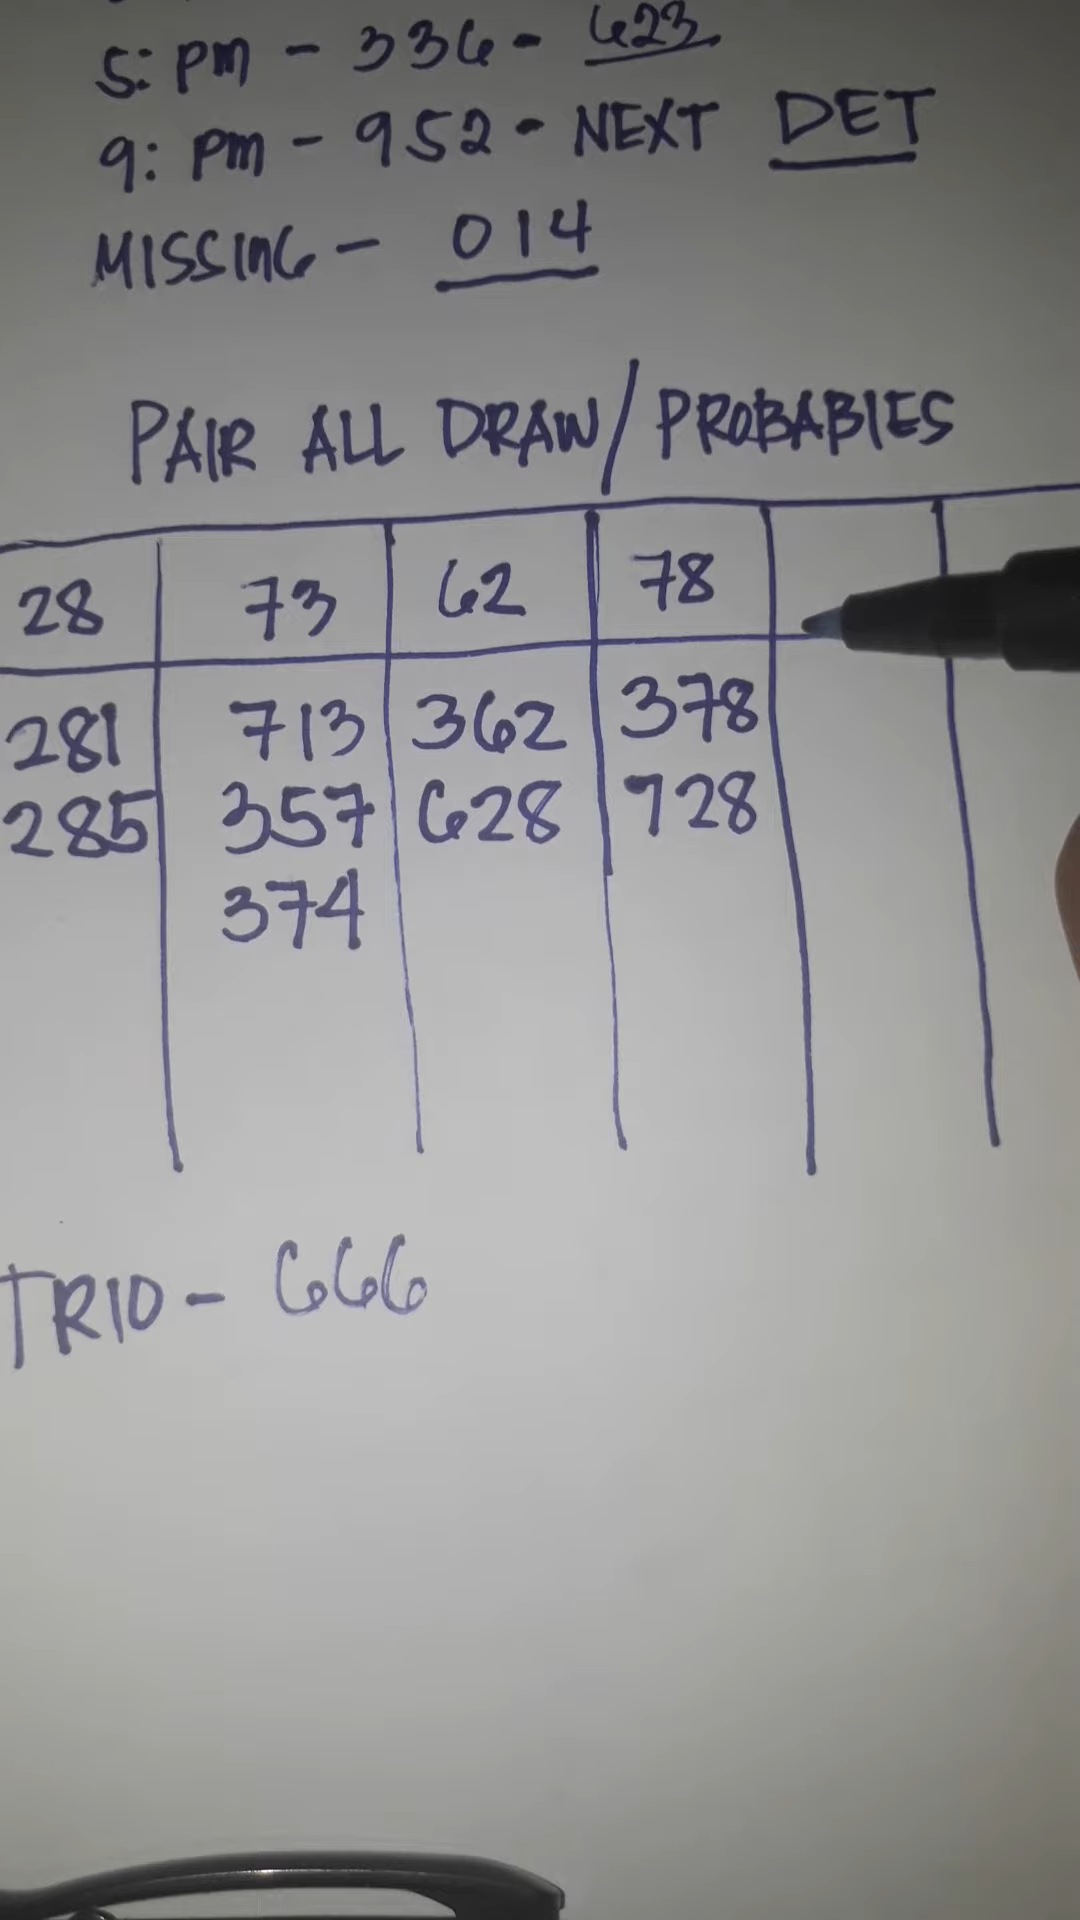 5: PM - 336 - 623
9: PM - 952 - NEXT DET
MISSING - 014
PAIR ALL DRAW/PROBABIES
28 73 62 78
281 713 362 378
285 357 628 728
374
TRIO - 666